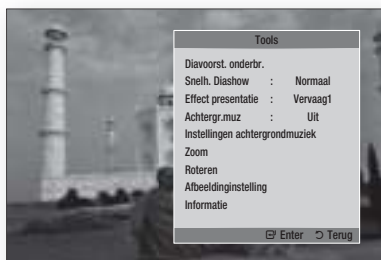 Tools
Diavoorst. onderbr.
Snelh. Diashow : Normaal
Effect presentatie : Vervaag1
Achtergr.muz : Uit
Instellingen achtergrondmuziek
Zoom
Roteren
Afbeeldinginstelling
Informatie
Enter Terug